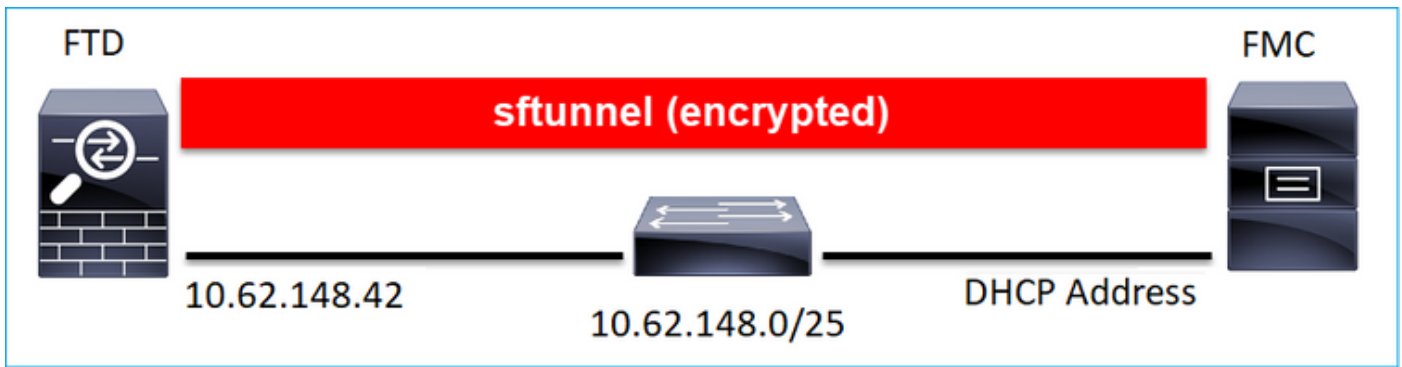 FTD
FMC
sftunnel (encrypted)
10.62.148.42
DHCP Address
10.62.148.0/25